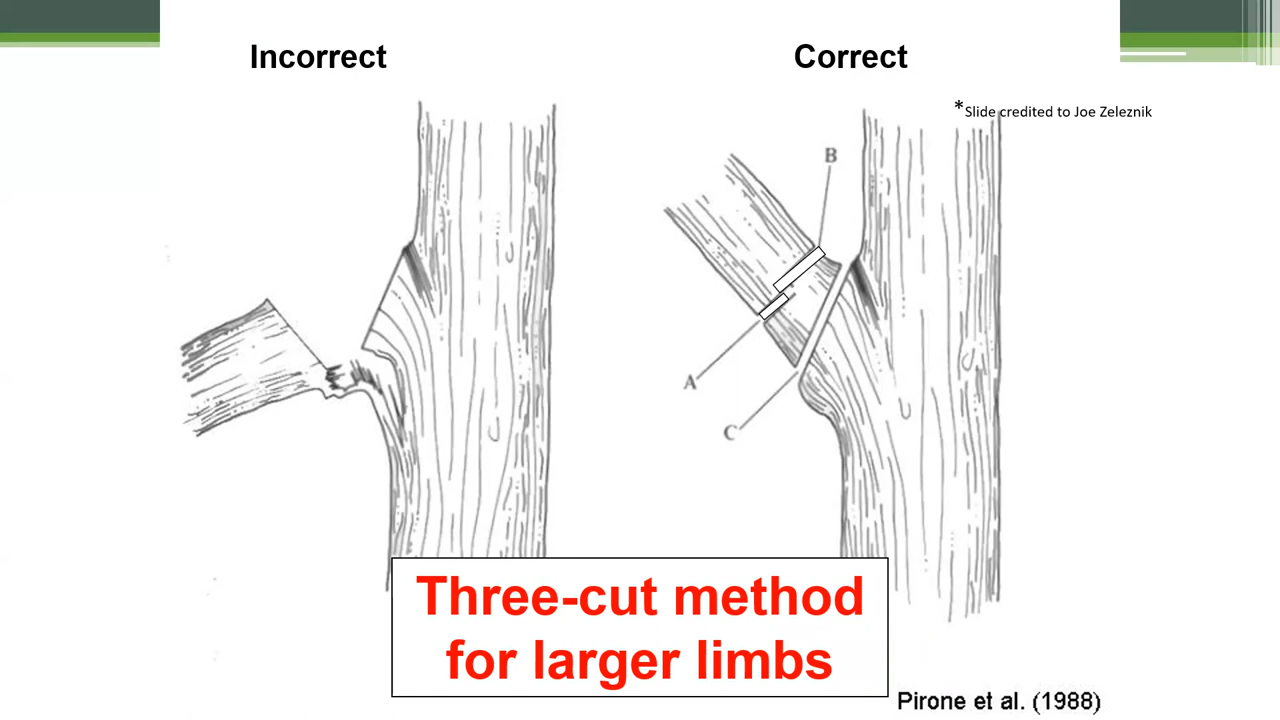 Incorrect
Correct
*Slide credited to Joe Zeleznik
B
A
C
Three-cut method
for larger limbs
Pirone et al. (1988)